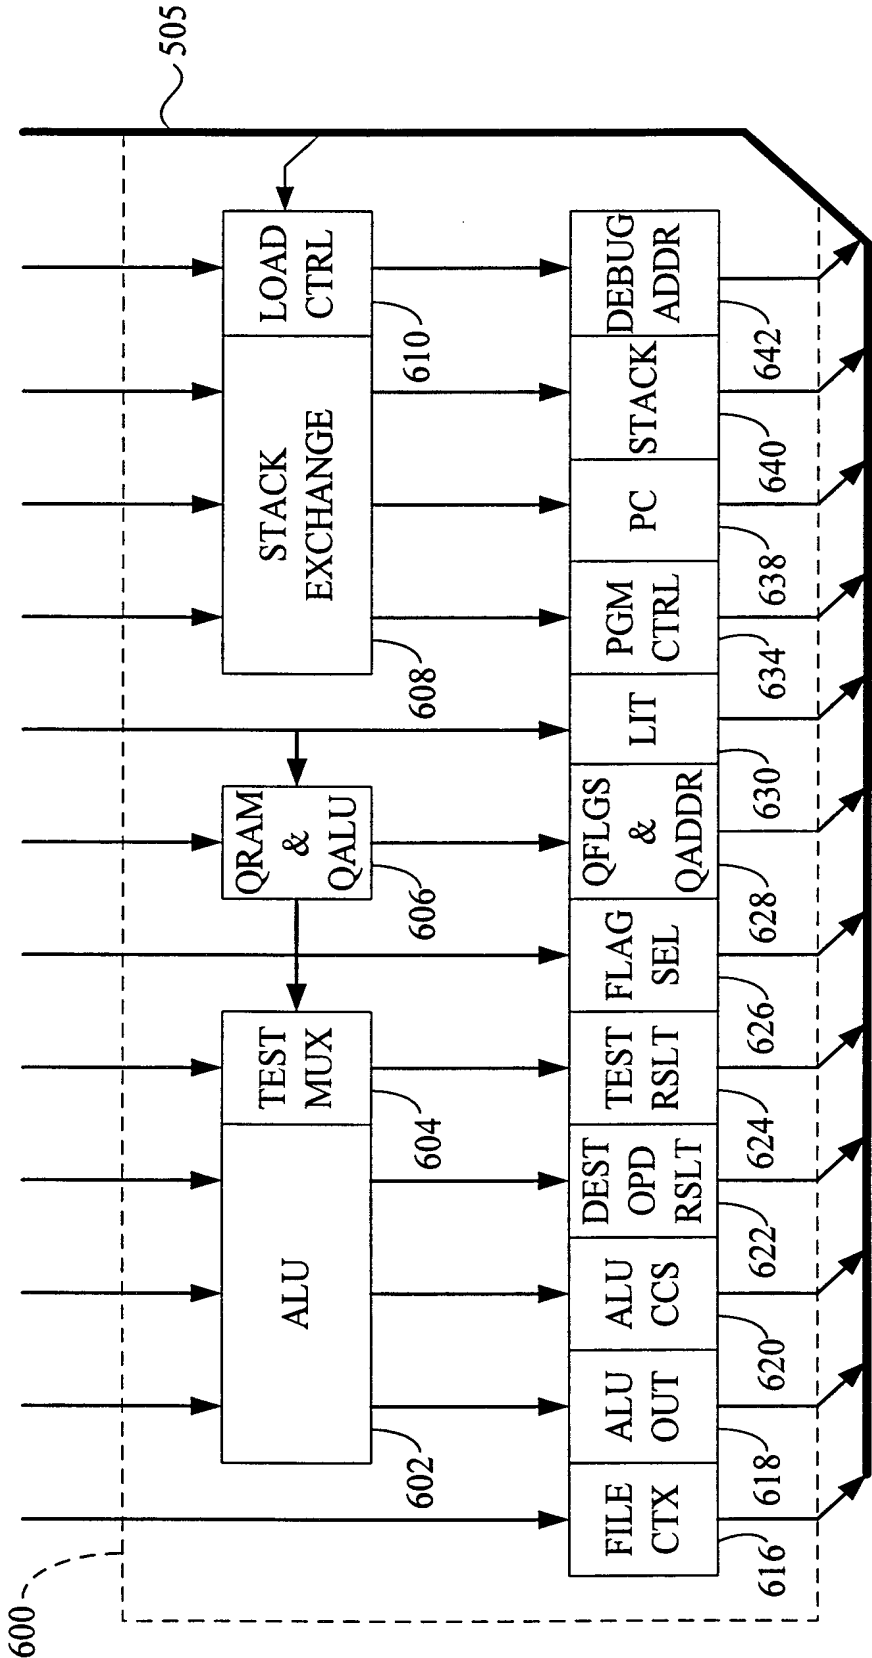 600
505
ALU
TEST
MUX
QRAM
&
QALU
STACK
EXCHANGE
LOAD
CTRL
602
604
606
608
610
FILE
CTX
ALU
OUT
ALU
CCS
DEST
OPD
RSLT
TEST
RSLT
FLAG
SEL
QFLGS
&
QADDR
LIT
PGM
CTRL
PC
STACK
DEBUG
ADDR
616
618
620
622
624
626
628
630
634
638
640
642